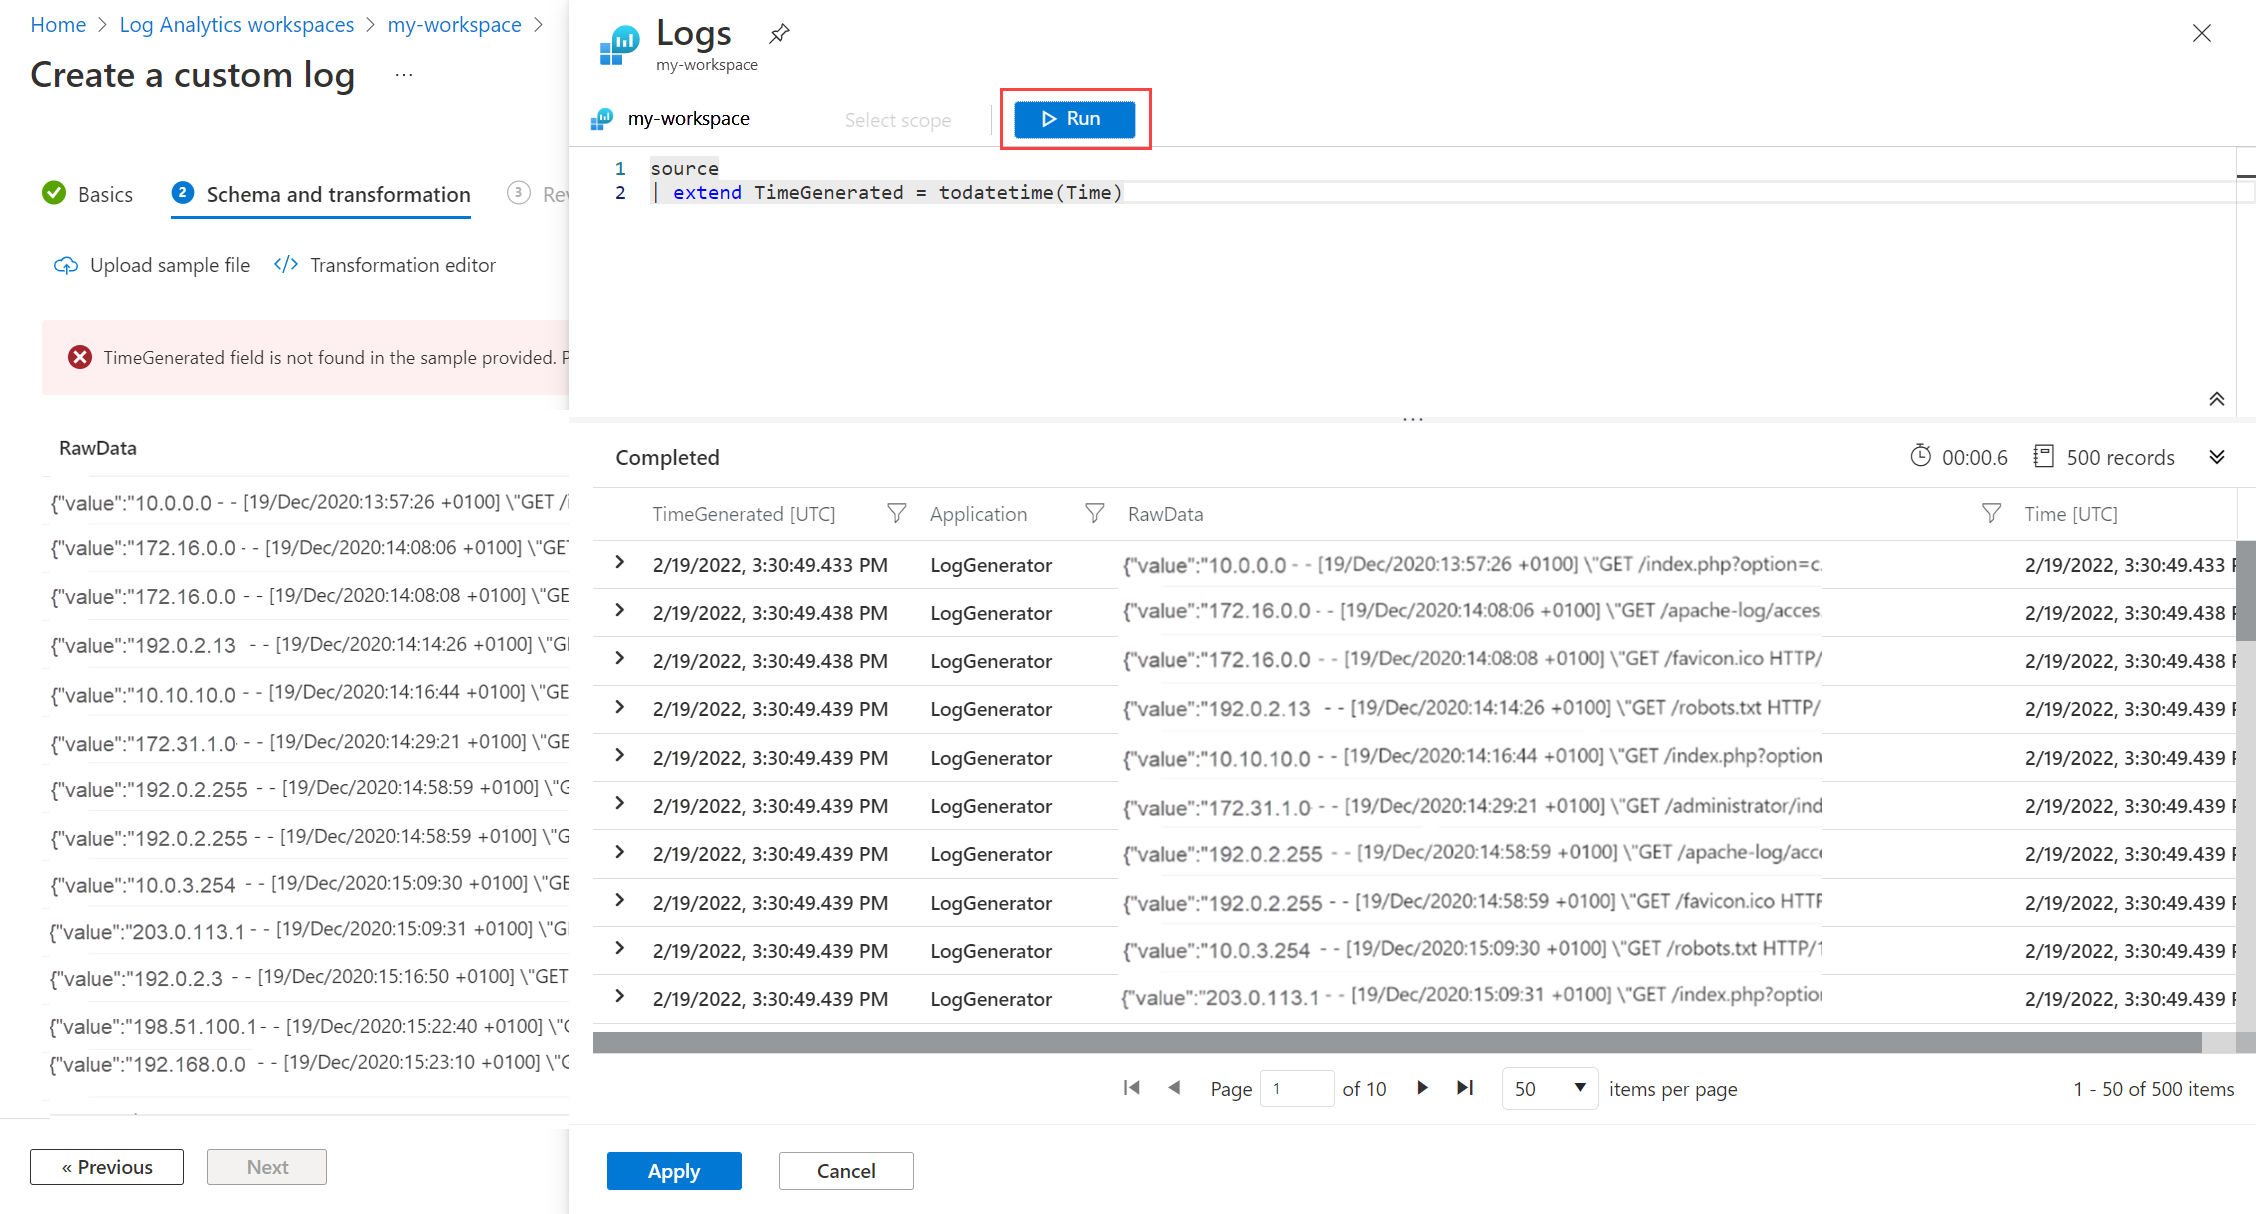 Home > Log Analytics workspaces > my-workspace >
Create a custom log ...
Basics
2 Schema and transformation
3
Upload sample file
</> Transformation editor
TimeGenerated field is not found in the sample provided. P
RawData
{"value":"10.0.0.0 - - [19/Dec/2020:13:57:26 +0100] \"GET /i
{"value":"172.16.0.0 - - [19/Dec/2020:14:08:06 +0100] \"GET
{"value":"172.16.0.0 - - [19/Dec/2020:14:08:08 +0100] \"GE
{"value":"192.0.2.13 - - [19/Dec/2020:14:14:26 +0100] \"GE
{"value":"10.10.10.0 - - [19/Dec/2020:14:16:44 +0100] \"GE
{"value":"172.31.1.0 - - [19/Dec/2020:14:29:21 +0100] \"GE
{"value":"192.0.2.255 - - [19/Dec/2020:14:58:59 +0100] \"G
{"value":"192.0.2.255 - - [19/Dec/2020:14:58:59 +0100] \"G
{"value":"10.0.3.254 - - [19/Dec/2020:15:09:30 +0100] \"GE
{"value":"203.0.113.1 - - [19/Dec/2020:15:09:31 +0100] \"GE
{"value":"192.0.2.3 - - [19/Dec/2020:15:16:50 +0100] \"GET
{"value":"198.51.100.1 - - [19/Dec/2020:15:22:40 +0100] \"G
{"value":"192.168.0.0 - - [19/Dec/2020:15:23:10 +0100] \"G
« Previous
Next
Logs
my-workspace
my-workspace
Select scope
Run
1 source
2 | extend TimeGenerated = todatetime(Time)
...
Completed
00:00.6
500 records
TimeGenerated [UTC] Application RawData Time [UTC]
2/19/2022, 3:30:49.433 PM LogGenerator {"value":"10.0.0.0 - - [19/Dec/2020:13:57:26 +0100] \"GET /index.php?option=c. 2/19/2022, 3:30:49.433 P
2/19/2022, 3:30:49.438 PM LogGenerator {"value":"172.16.0.0 - - [19/Dec/2020:14:08:06 +0100] \"GET /apache-log/acces. 2/19/2022, 3:30:49.438 P
2/19/2022, 3:30:49.438 PM LogGenerator {"value":"172.16.0.0 - - [19/Dec/2020:14:08:08 +0100] \"GET /favicon.ico HTTP/ 2/19/2022, 3:30:49.438 P
2/19/2022, 3:30:49.439 PM LogGenerator {"value":"192.0.2.13 - - [19/Dec/2020:14:14:26 +0100] \"GET /robots.txt HTTP/ 2/19/2022, 3:30:49.439 P
2/19/2022, 3:30:49.439 PM LogGenerator {"value":"10.10.10.0 - - [19/Dec/2020:14:16:44 +0100] \"GET /index.php?option 2/19/2022, 3:30:49.439 P
2/19/2022, 3:30:49.439 PM LogGenerator {"value":"172.31.1.0 - - [19/Dec/2020:14:29:21 +0100] \"GET /administrator/ind 2/19/2022, 3:30:49.439 P
2/19/2022, 3:30:49.439 PM LogGenerator {"value":"192.0.2.255 - - [19/Dec/2020:14:58:59 +0100] \"GET /apache-log/acce 2/19/2022, 3:30:49.439 P
2/19/2022, 3:30:49.439 PM LogGenerator {"value":"192.0.2.255 - - [19/Dec/2020:14:58:59 +0100] \"GET /favicon.ico HTTP 2/19/2022, 3:30:49.439 P
2/19/2022, 3:30:49.439 PM LogGenerator {"value":"10.0.3.254 - - [19/Dec/2020:15:09:30 +0100] \"GET /robots.txt HTTP/1 2/19/2022, 3:30:49.439 P
2/19/2022, 3:30:49.439 PM LogGenerator {"value":"203.0.113.1 - - [19/Dec/2020:15:09:31 +0100] \"GET /index.php?option 2/19/2022, 3:30:49.439 P
Page 1 of 10
50 items per page
1 - 50 of 500 items
Apply
Cancel